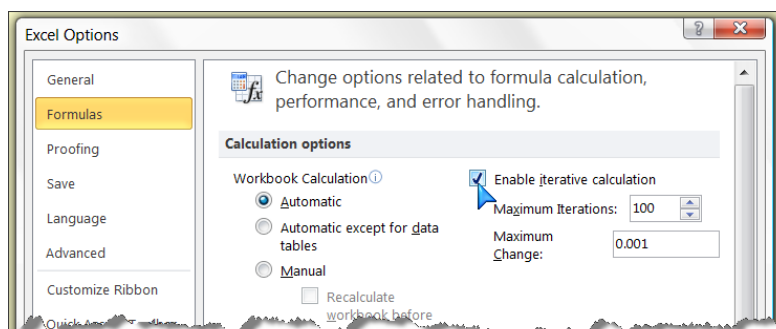 Excel Options
General
Formulas
Proofing
Save
Language
Advanced
Customize Ribbon
Change options related to formula calculation,
performance, and error handling.
Calculation options
Workbook Calculation
Automatic
Automatic except for data
tables
Manual
Recalculate
workbook before
Enable iterative calculation
Maximum Iterations: 100
Maximum
Change: 0.001